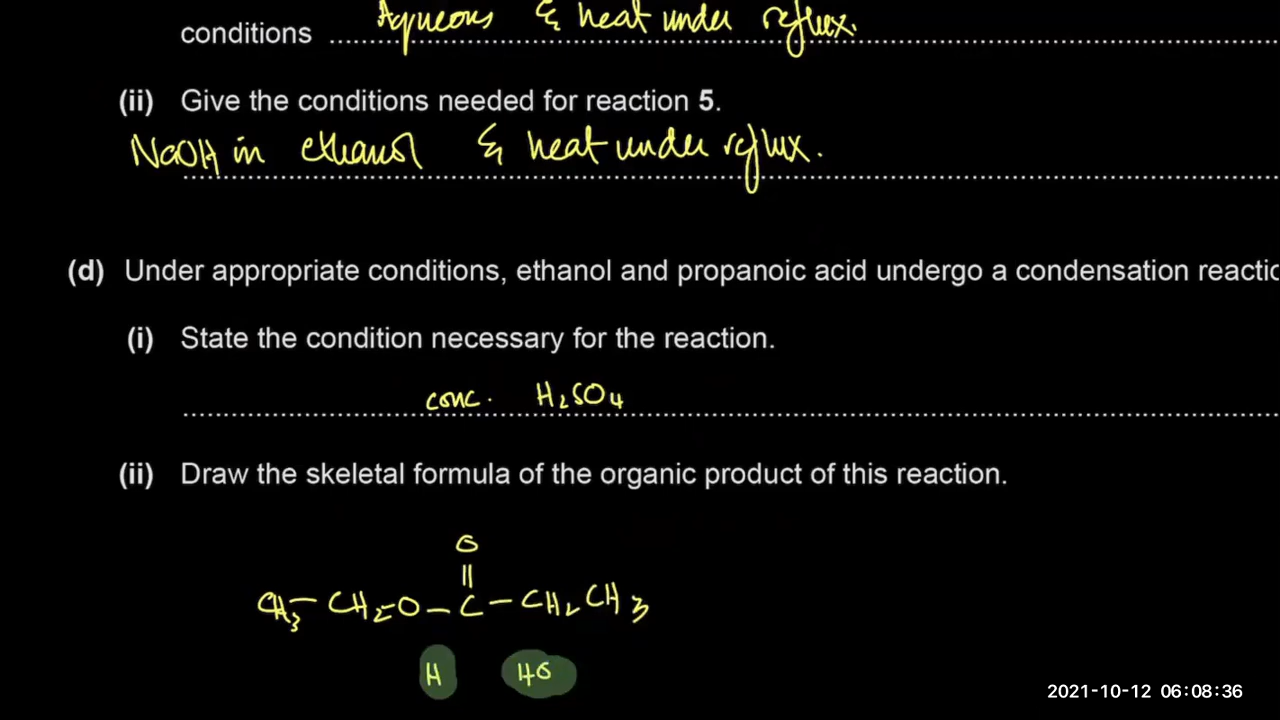 conditions Aqueous & heat under reflux.
(ii) Give the conditions needed for reaction 5.
NaOH in ethanol & heat under reflux.
(d) Under appropriate conditions, ethanol and propanoic acid undergo a condensation reactio
(i) State the condition necessary for the reaction.
conc. H₂SO₄
(ii) Draw the skeletal formula of the organic product of this reaction.
O
||
CH₃ – CH₂ – O – C – CH₂CH₃
H HO
2021-10-12 06:08:36